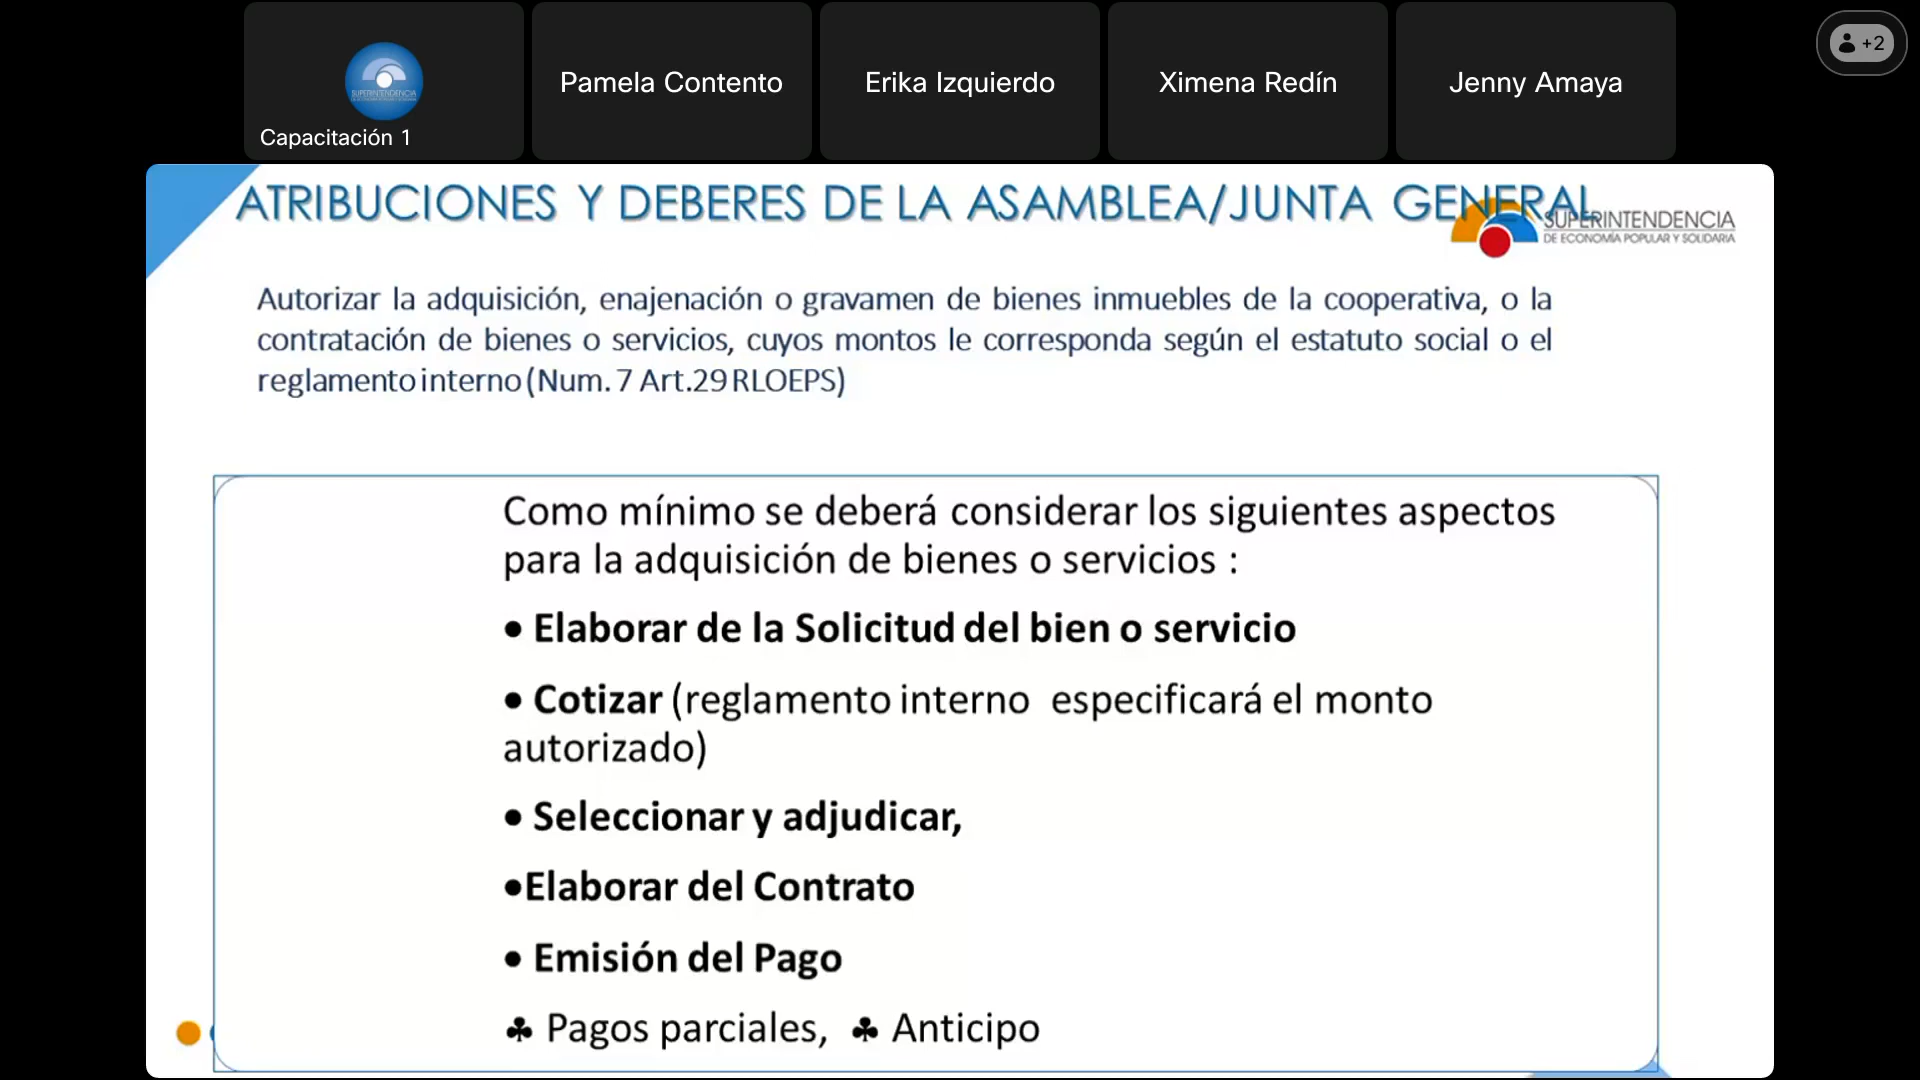 Capacitación 1
Pamela Contento
Erika Izquierdo
Ximena Redín
Jenny Amaya
+2
ATRIBUCIONES Y DEBERES DE LA ASAMBLEA/JUNTA GENERAL
SUPERINTENDENCIA
DE ECONOMÍA POPULAR Y SOLIDARIA
Autorizar la adquisición, enajenación o gravamen de bienes inmuebles de la cooperativa, o la
contratación de bienes o servicios, cuyos montos le corresponda según el estatuto social o el
reglamento interno (Num. 7 Art.29 RLOEPS)
Como mínimo se deberá considerar los siguientes aspectos
para la adquisición de bienes o servicios :
• Elaborar de la Solicitud del bien o servicio
• Cotizar (reglamento interno especificará el monto
autorizado)
• Seleccionar y adjudicar,
•Elaborar del Contrato
• Emisión del Pago
♣ Pagos parciales, ♣ Anticipo